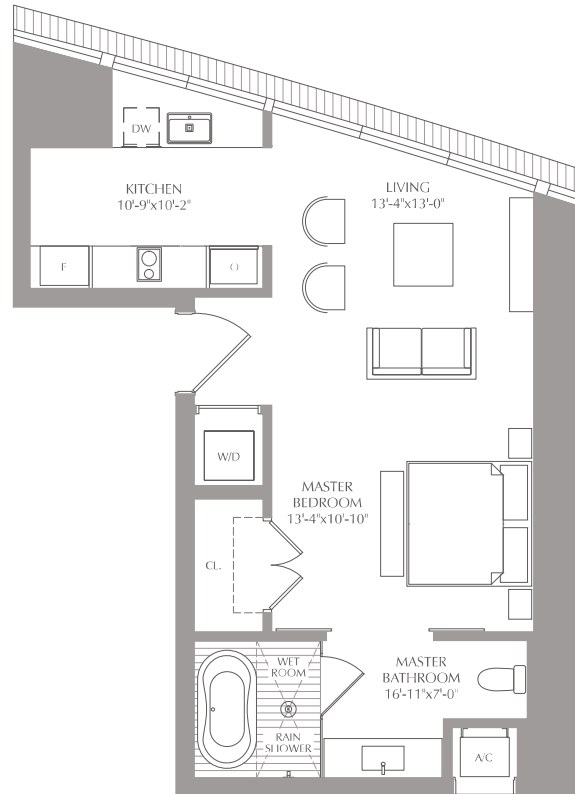 DW
KITCHEN
10'-9"x10'-2"
LIVING
13'-4"x13'-0"
F
O
W/D
MASTER
BEDROOM
13'-4"x10'-10"
CL.
WET
ROOM
MASTER
BATHROOM
16'-11"x7'-0"
RAIN
SHOWER
A/C